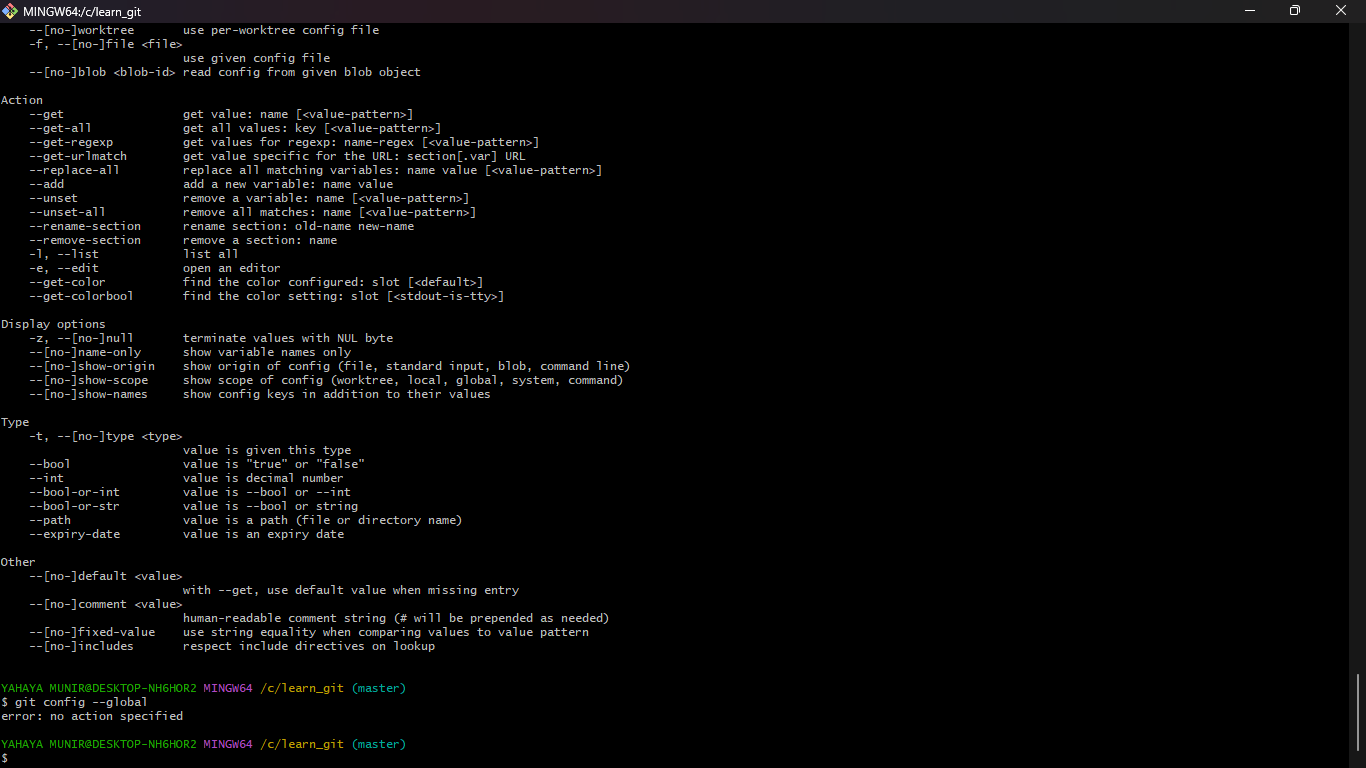 MINGW64:/c/learn_git
--[no-]worktree       use per-worktree config file
-f, --[no-]file <file>
use given config file
--[no-]blob <blob-id> read config from given blob object
Action
--get                 get value: name [<value-pattern>]
--get-all             get all values: key [<value-pattern>]
--get-regexp          get values for regexp: name-regex [<value-pattern>]
--get-urlmatch        get value specific for the URL: section[.var] URL
--replace-all         replace all matching variables: name value [<value-pattern>]
--add                 add a new variable: name value
--unset               remove a variable: name [<value-pattern>]
--unset-all           remove all matches: name [<value-pattern>]
--rename-section      rename section: old-name new-name
--remove-section      remove a section: name
-l, --list            list all
-e, --edit            open an editor
--get-color           find the color configured: slot [<default>]
--get-colorbool       find the color setting: slot [<stdout-is-tty>]
Display options
-z, --[no-]null       terminate values with NUL byte
--[no-]name-only      show variable names only
--[no-]show-origin    show origin of config (file, standard input, blob, command line)
--[no-]show-scope     show scope of config (worktree, local, global, system, command)
--[no-]show-names     show config keys in addition to their values
Type
-t, --[no-]type <type>
value is given this type
--bool                value is "true" or "false"
--int                 value is decimal number
--bool-or-int         value is --bool or --int
--bool-or-str         value is --bool or string
--path                value is a path (file or directory name)
--expiry-date         value is an expiry date
Other
--[no-]default <value>
with --get, use default value when missing entry
--[no-]comment <value>
human-readable comment string (# will be prepended as needed)
--[no-]fixed-value    use string equality when comparing values to value pattern
--[no-]includes       respect include directives on lookup
YAHAYA MUNIR@DESKTOP-NH6HOR2 MINGW64 /c/learn_git (master)
$ git config --global
error: no action specified
YAHAYA MUNIR@DESKTOP-NH6HOR2 MINGW64 /c/learn_git (master)
$